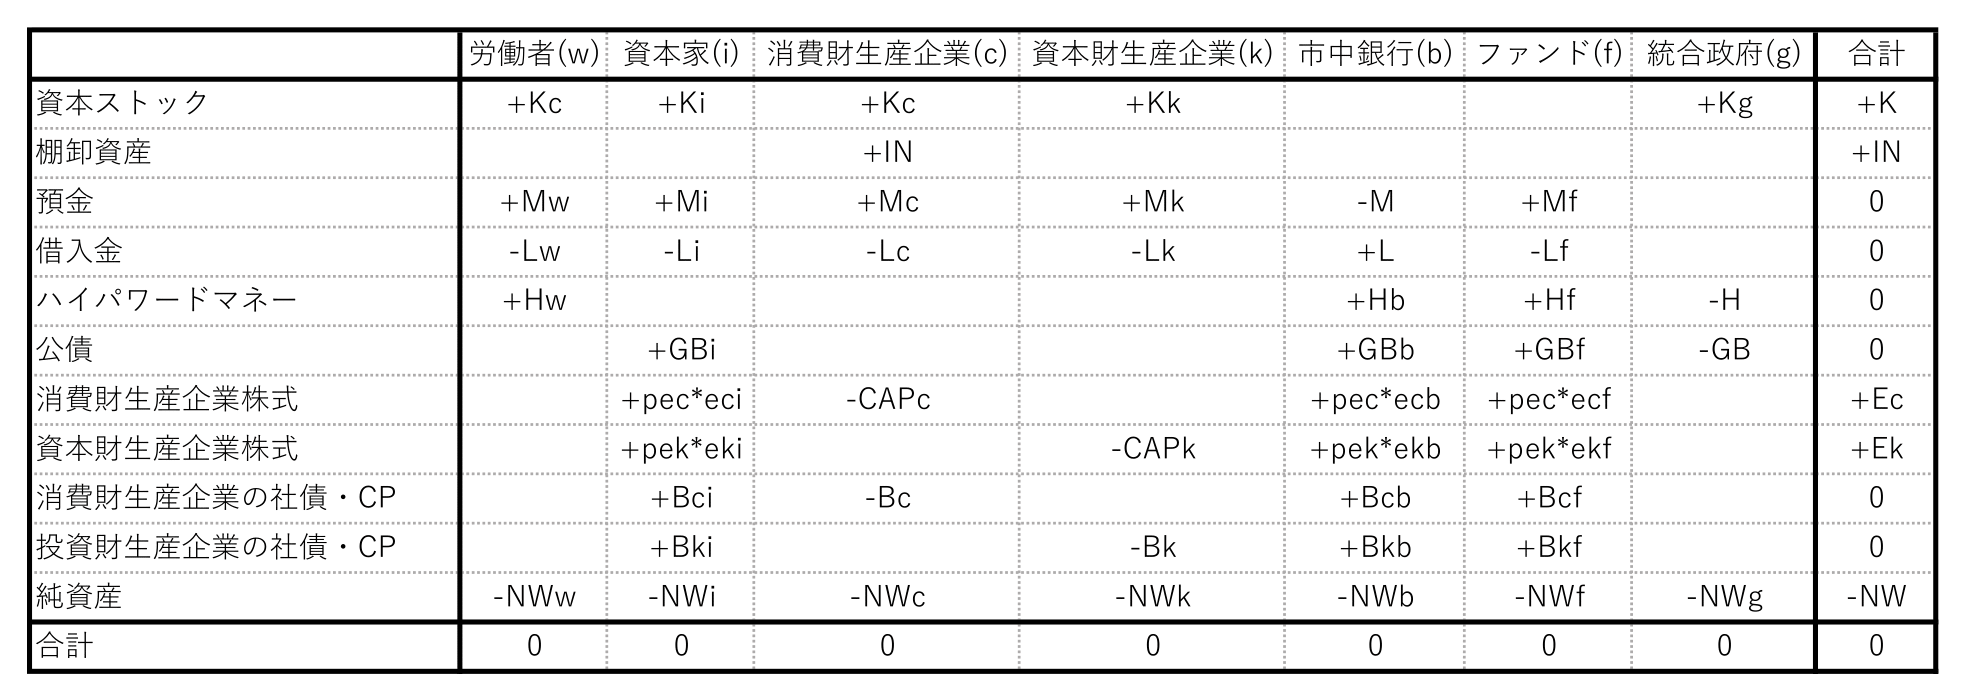 労働者(w) 資本家(i) 消費財生産企業(c) 資本財生産企業(k) 市中銀行(b) ファンド(f) 統合政府(g) 合計
資本ストック +Kc +Ki +Kc +Kk +Kg +K
棚卸資産 +IN +IN
預金 +Mw +Mi +Mc +Mk -M +Mf 0
借入金 -Lw -Li -Lc -Lk +L -Lf 0
ハイパワードマネー +Hw +Hb +Hf -H 0
公債 +GBi +GBb +GBf -GB 0
消費財生産企業株式 +pec*eci -CAPc +pec*ecb +pec*ecf +Ec
資本財生産企業株式 +pek*eki -CAPk +pek*ekb +pek*ekf +Ek
消費財生産企業の社債・CP +Bci -Bc +Bcb +Bcf 0
投資財生産企業の社債・CP +Bki -Bk +Bkb +Bkf 0
純資産 -NWw -NWi -NWc -NWk -NWb -NWf -NWg -NW
合計 0 0 0 0 0 0 0 0